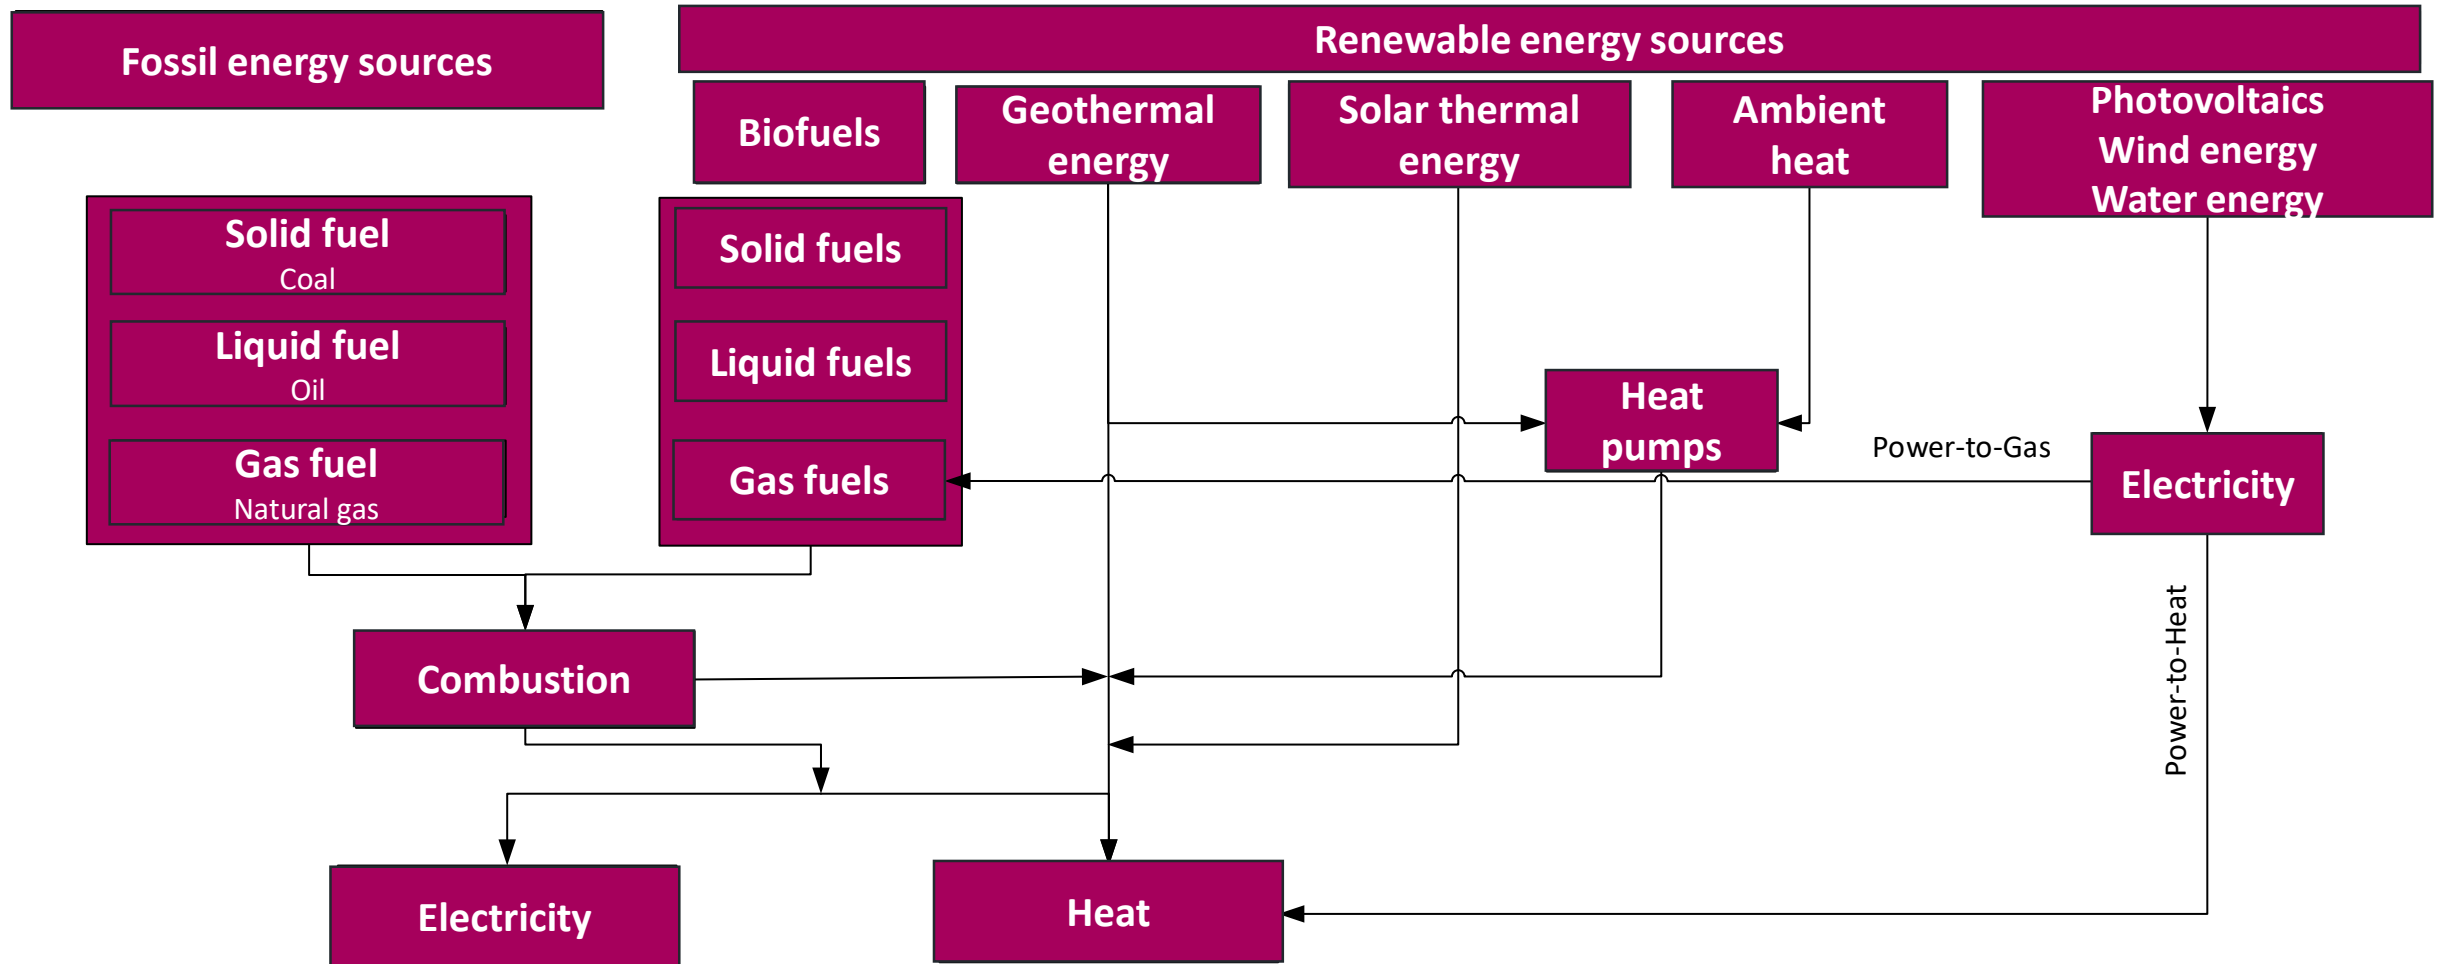 Fossil energy sources
Renewable energy sources
Biofuels
Geothermal
energy
Solar thermal
energy
Ambient
heat
Photovoltaics
Wind energy
Water energy
Solid fuel
Coal
Liquid fuel
Oil
Gas fuel
Natural gas
Solid fuels
Liquid fuels
Gas fuels
Heat
pumps
Power-to-Gas
Electricity
Power-to-Heat
Combustion
Electricity
Heat